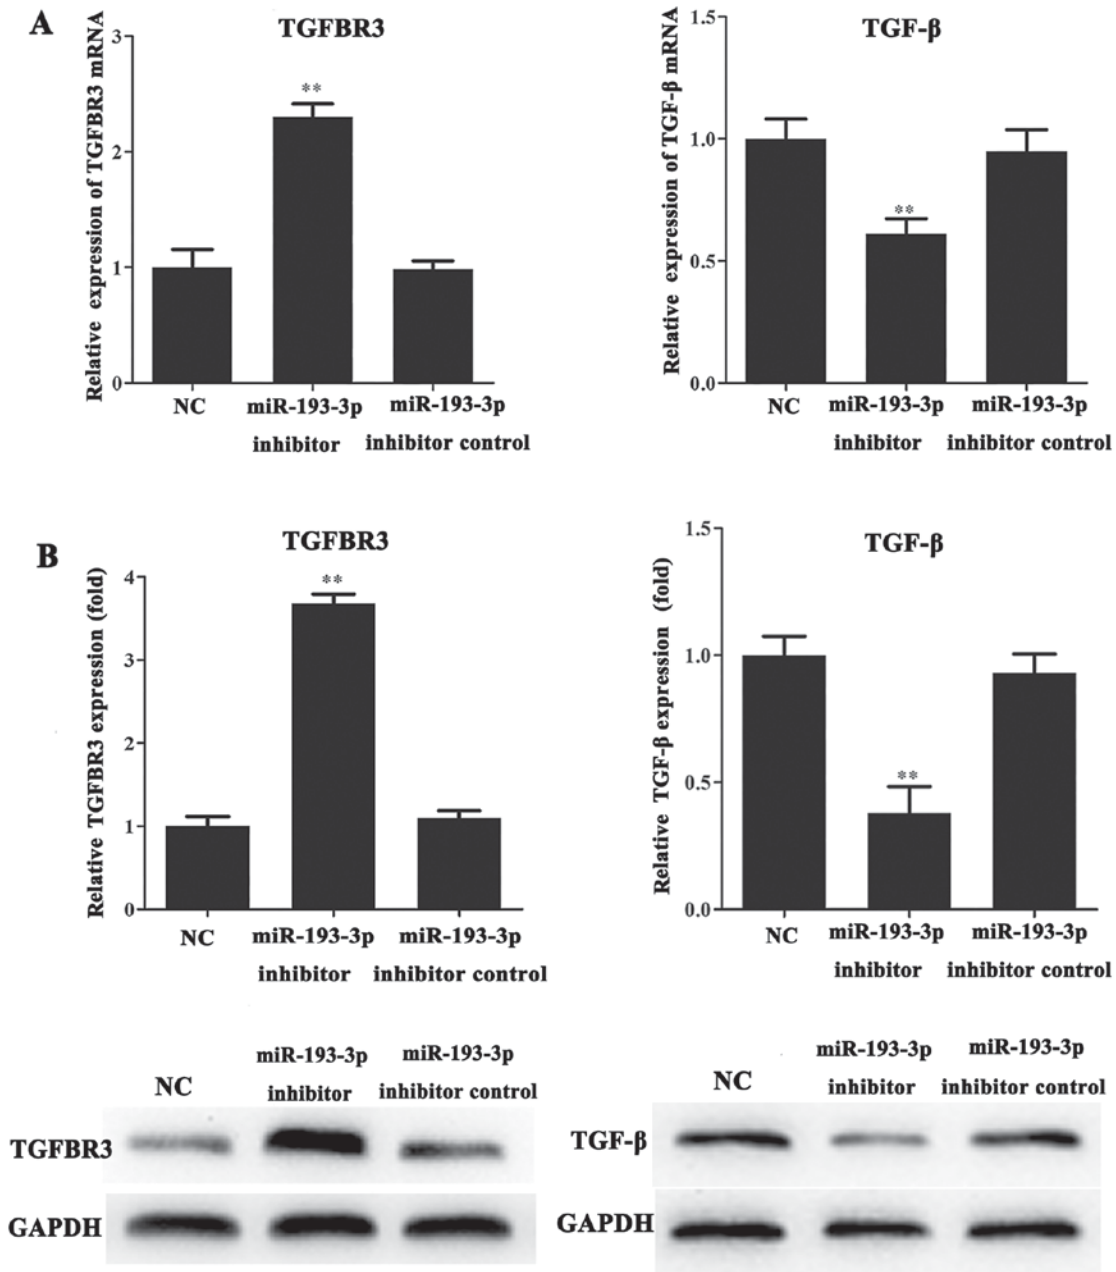 A
TGFBR3
Relative expression of TGFBR3 mRNA
3
2
1
0
**
NC
miR-193-3p
inhibitor
miR-193-3p
inhibitor control
TGF-β
Relative expression of TGF-β mRNA
1.5
1.0
0.5
0.0
**
NC
miR-193-3p
inhibitor
miR-193-3p
inhibitor control
B
TGFBR3
Relative TGFBR3 expression (fold)
4
3
2
1
0
**
NC
miR-193-3p
inhibitor
miR-193-3p
inhibitor control
TGF-β
Relative TGF-β expression (fold)
1.5
1.0
0.5
0.0
**
NC
miR-193-3p
inhibitor
miR-193-3p
inhibitor control
NC
miR-193-3p
inhibitor
miR-193-3p
inhibitor control
TGFBR3
GAPDH
NC
miR-193-3p
inhibitor
miR-193-3p
inhibitor control
TGF-β
GAPDH